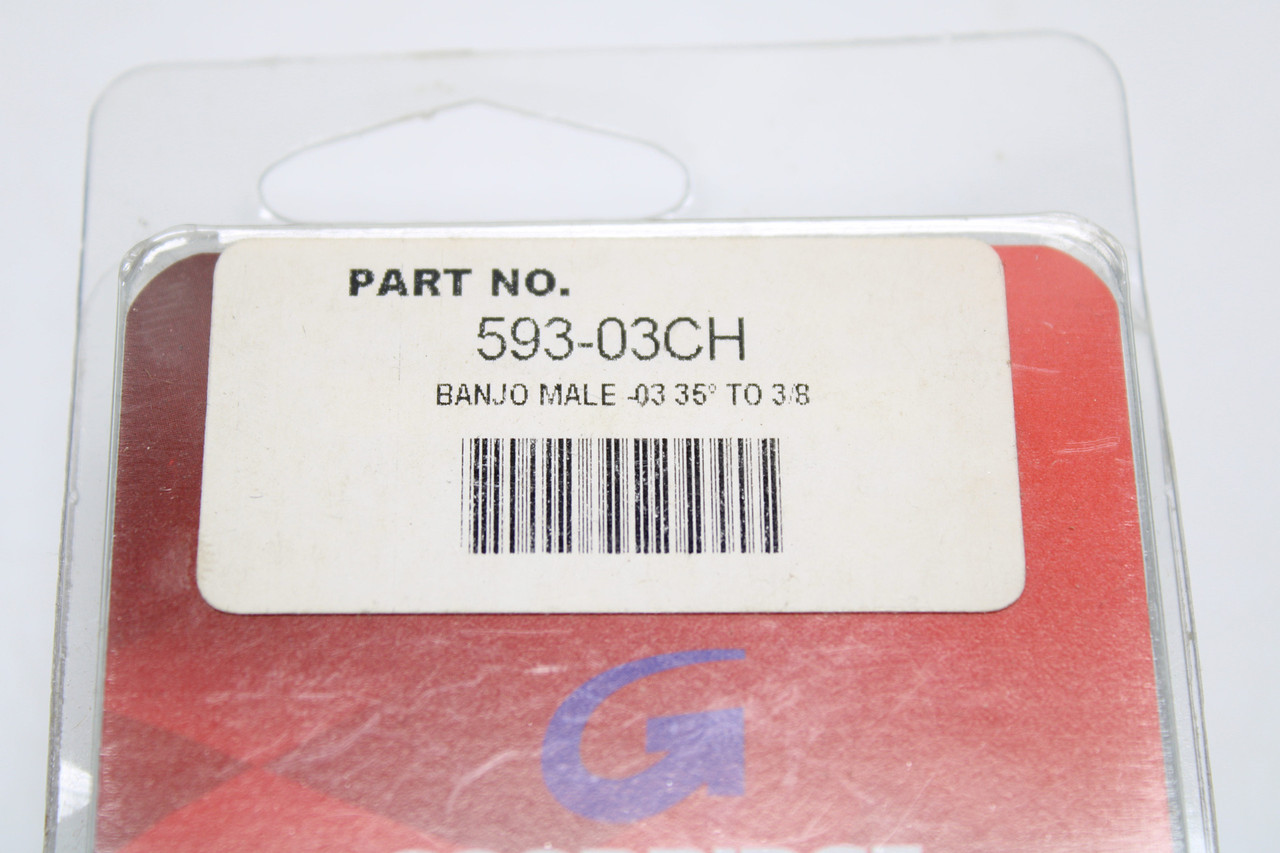 PART NO.
593-03CH
BANJO MALE -03 35° TO 3/8
G